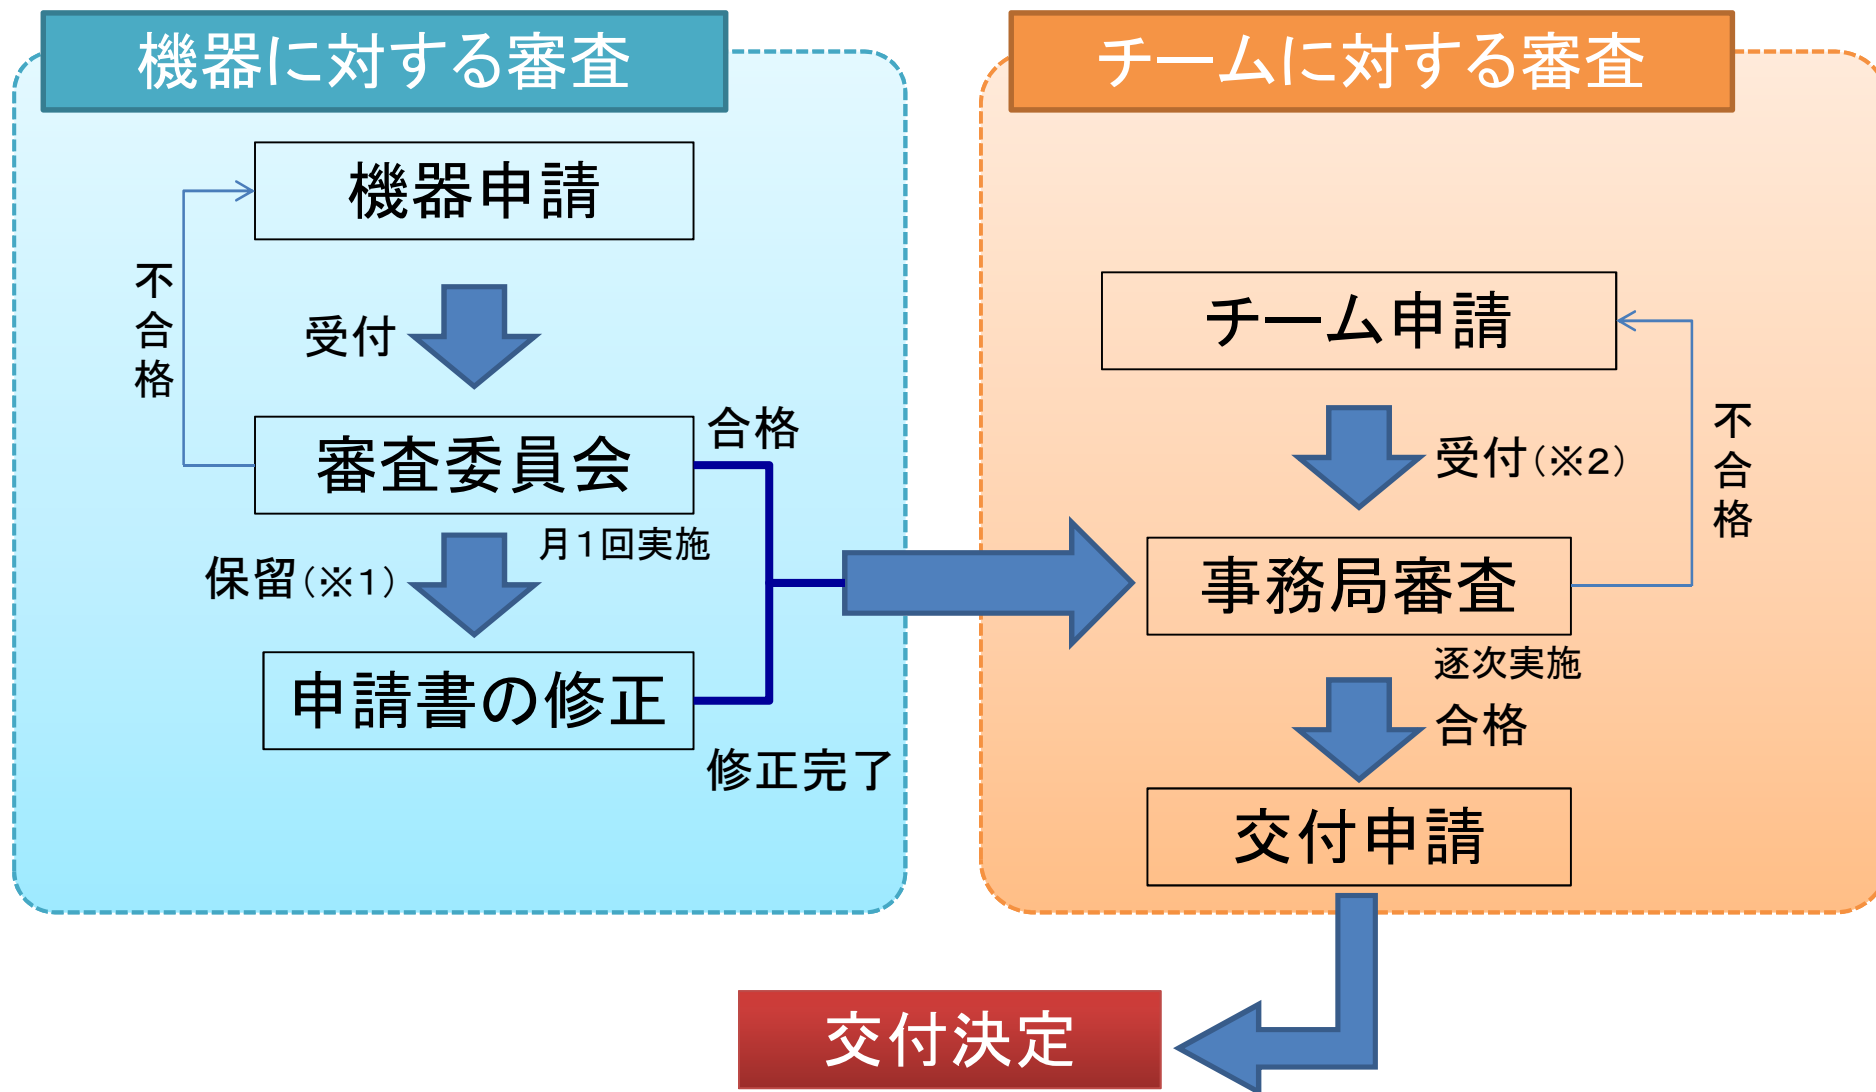 機器に対する審査
機器申請
不合格
受付
審査委員会
合格
月1回実施
保留(※1)
申請書の修正
修正完了
チームに対する審査
チーム申請
受付(※2)
不合格
事務局審査
逐次実施
合格
交付申請
交付決定